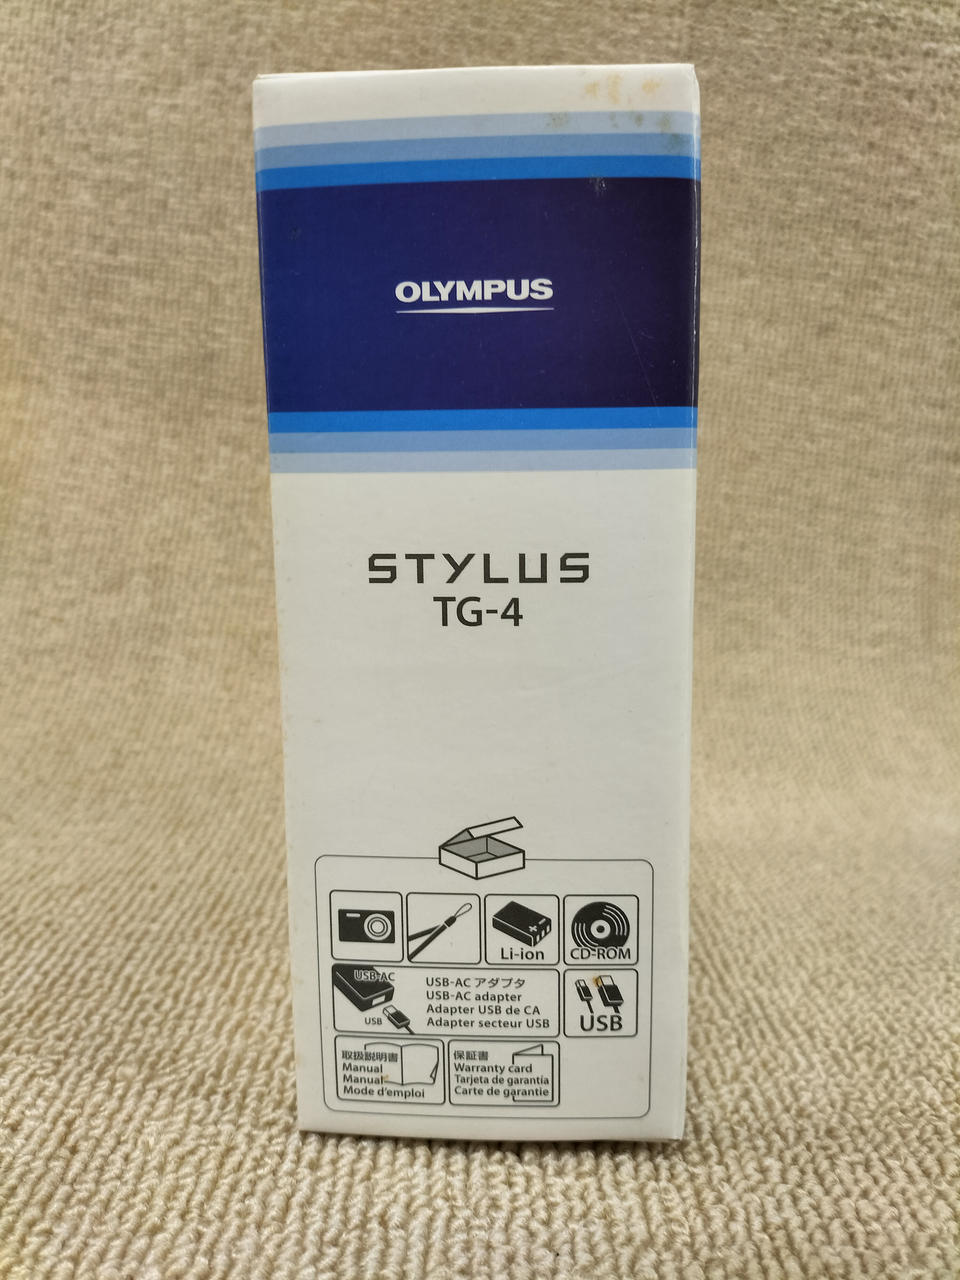 OLYMPUS
STYLUS
TG-4
Li-ion
CD-ROM
USB-AC
USB
USB-AC アダプタ
USB-AC adapter
Adapter USB de CA
Adapter secteur USB
USB
取扱説明書
Manual
Manual
Mode d'emploi
保証書
Warranty card
Tarjeta de garantía
Carte de garantie